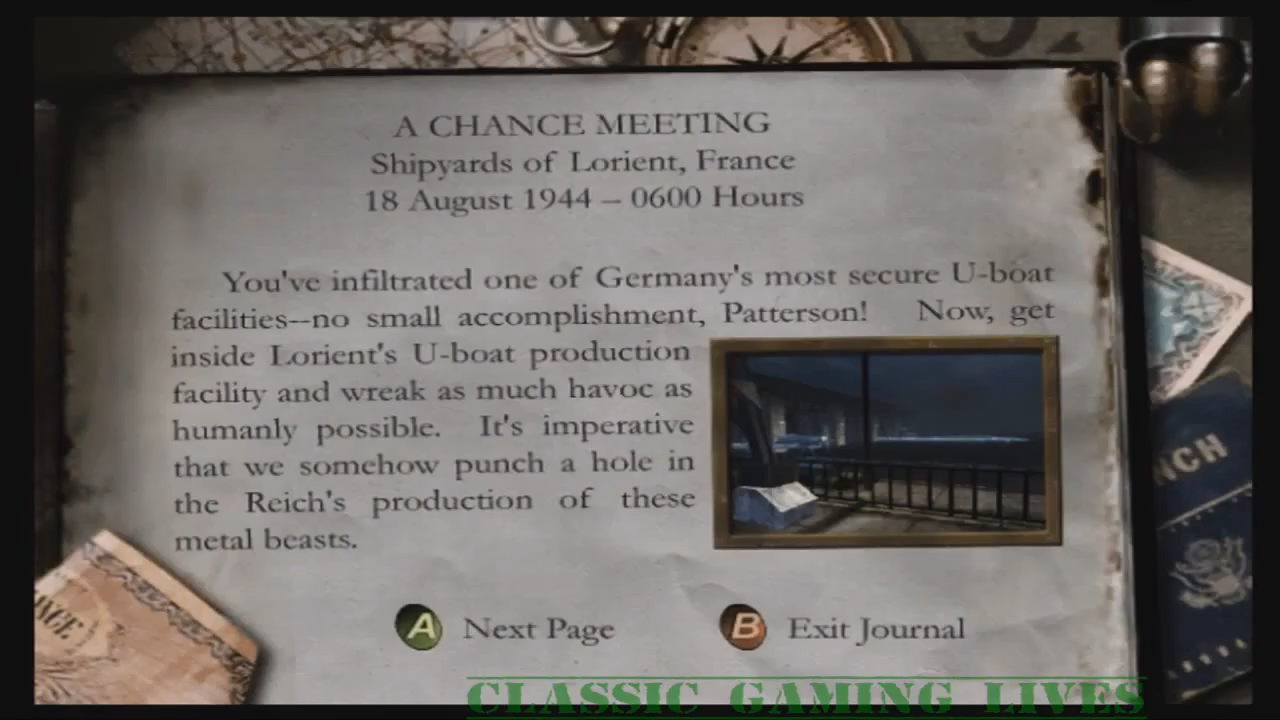 A CHANCE MEETING
Shipyards of Lorient, France
18 August 1944 – 0600 Hours
You've infiltrated one of Germany's most secure U-boat
facilities--no small accomplishment, Patterson! Now, get
inside Lorient's U-boat production
facility and wreak as much havoc as
humanly possible. It's imperative
that we somehow punch a hole in
the Reich's production of these
metal beasts.
A Next Page B Exit Journal
CLASSIC GAMING LIVES